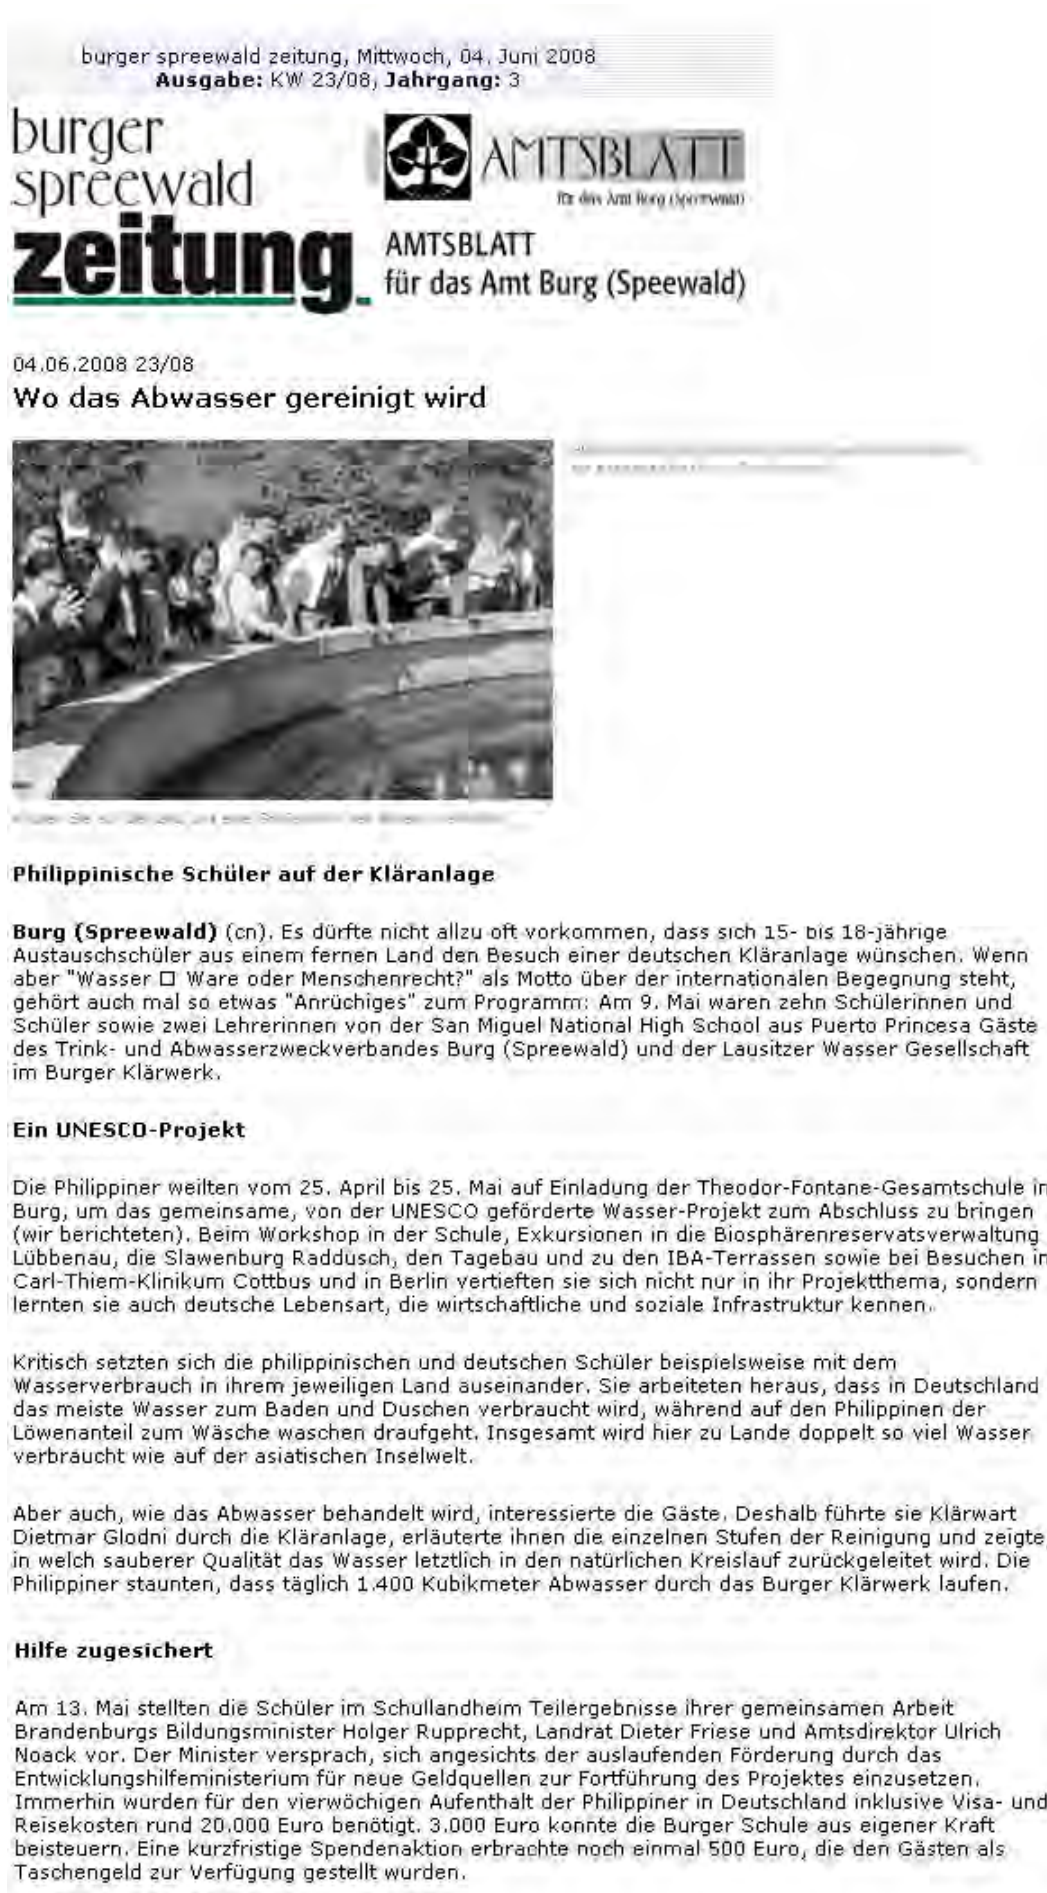 burger spreewald zeitung, Mittwoch, 04. Juni 2008
Ausgabe: KW 23/08, Jahrgang: 3
burger
spreewald
zeitung
AMTSBLATT
für das Amt Burg (Spreewald)
AMTSBLATT
für das Amt Burg (Speewald)
04.06.2008 23/08
Wo das Abwasser gereinigt wird
Philippinische Schüler auf der Kläranlage
Burg (Spreewald) (cn). Es dürfte nicht allzu oft vorkommen, dass sich 15- bis 18-jährige
Austauschschüler aus einem fernen Land den Besuch einer deutschen Kläranlage wünschen. Wenn
aber "Wasser □ Ware oder Menschenrecht?" als Motto über der internationalen Begegnung steht,
gehört auch mal so etwas "Anrüchiges" zum Programm: Am 9. Mai waren zehn Schülerinnen und
Schüler sowie zwei Lehrerinnen von der San Miguel National High School aus Puerto Princesa Gäste
des Trink- und Abwasserzweckverbandes Burg (Spreewald) und der Lausitzer Wasser Gesellschaft
im Burger Klärwerk.
Ein UNESCO-Projekt
Die Philippiner weilten vom 25. April bis 25. Mai auf Einladung der Theodor-Fontane-Gesamtschule in
Burg, um das gemeinsame, von der UNESCO geförderte Wasser-Projekt zum Abschluss zu bringen
(wir berichteten). Beim Workshop in der Schule, Exkursionen in die Biosphärenreservatsverwaltung
Lübbenau, die Slawenburg Raddusch, den Tagebau und zu den IBA-Terrassen sowie bei Besuchen in
Carl-Thiem-Klinikum Cottbus und in Berlin vertieften sie sich nicht nur in ihr Projektthema, sondern
lernten sie auch deutsche Lebensart, die wirtschaftliche und soziale Infrastruktur kennen.
Kritisch setzten sich die philippinischen und deutschen Schüler beispielsweise mit dem
Wasserverbrauch in ihrem jeweiligen Land auseinander. Sie arbeiteten heraus, dass in Deutschland
das meiste Wasser zum Baden und Duschen verbraucht wird, während auf den Philippinen der
Löwenanteil zum Wäsche waschen draufgeht. Insgesamt wird hier zu Lande doppelt so viel Wasser
verbraucht wie auf der asiatischen Inselwelt.
Aber auch, wie das Abwasser behandelt wird, interessierte die Gäste. Deshalb führte sie Klärwart
Dietmar Glodni durch die Kläranlage, erläuterte ihnen die einzelnen Stufen der Reinigung und zeigte
in welch sauberer Qualität das Wasser letztlich in den natürlichen Kreislauf zurückgeleitet wird. Die
Philippiner staunten, dass täglich 1.400 Kubikmeter Abwasser durch das Burger Klärwerk laufen.
Hilfe zugesichert
Am 13. Mai stellten die Schüler im Schullandheim Teilergebnisse ihrer gemeinsamen Arbeit
Brandenburgs Bildungsminister Holger Rupprecht, Landrat Dieter Friese und Amtsdirektor Ulrich
Noack vor. Der Minister versprach, sich angesichts der auslaufenden Förderung durch das
Entwicklungshilfeministerium für neue Geldquellen zur Fortführung des Projektes einzusetzen.
Immerhin wurden für den vierwöchigen Aufenthalt der Philippiner in Deutschland inklusive Visa- und
Reisekosten rund 20.000 Euro benötigt. 3.000 Euro konnte die Burger Schule aus eigener Kraft
beisteuern. Eine kurzfristige Spendenaktion erbrachte noch einmal 500 Euro, die den Gästen als
Taschengeld zur Verfügung gestellt wurden.